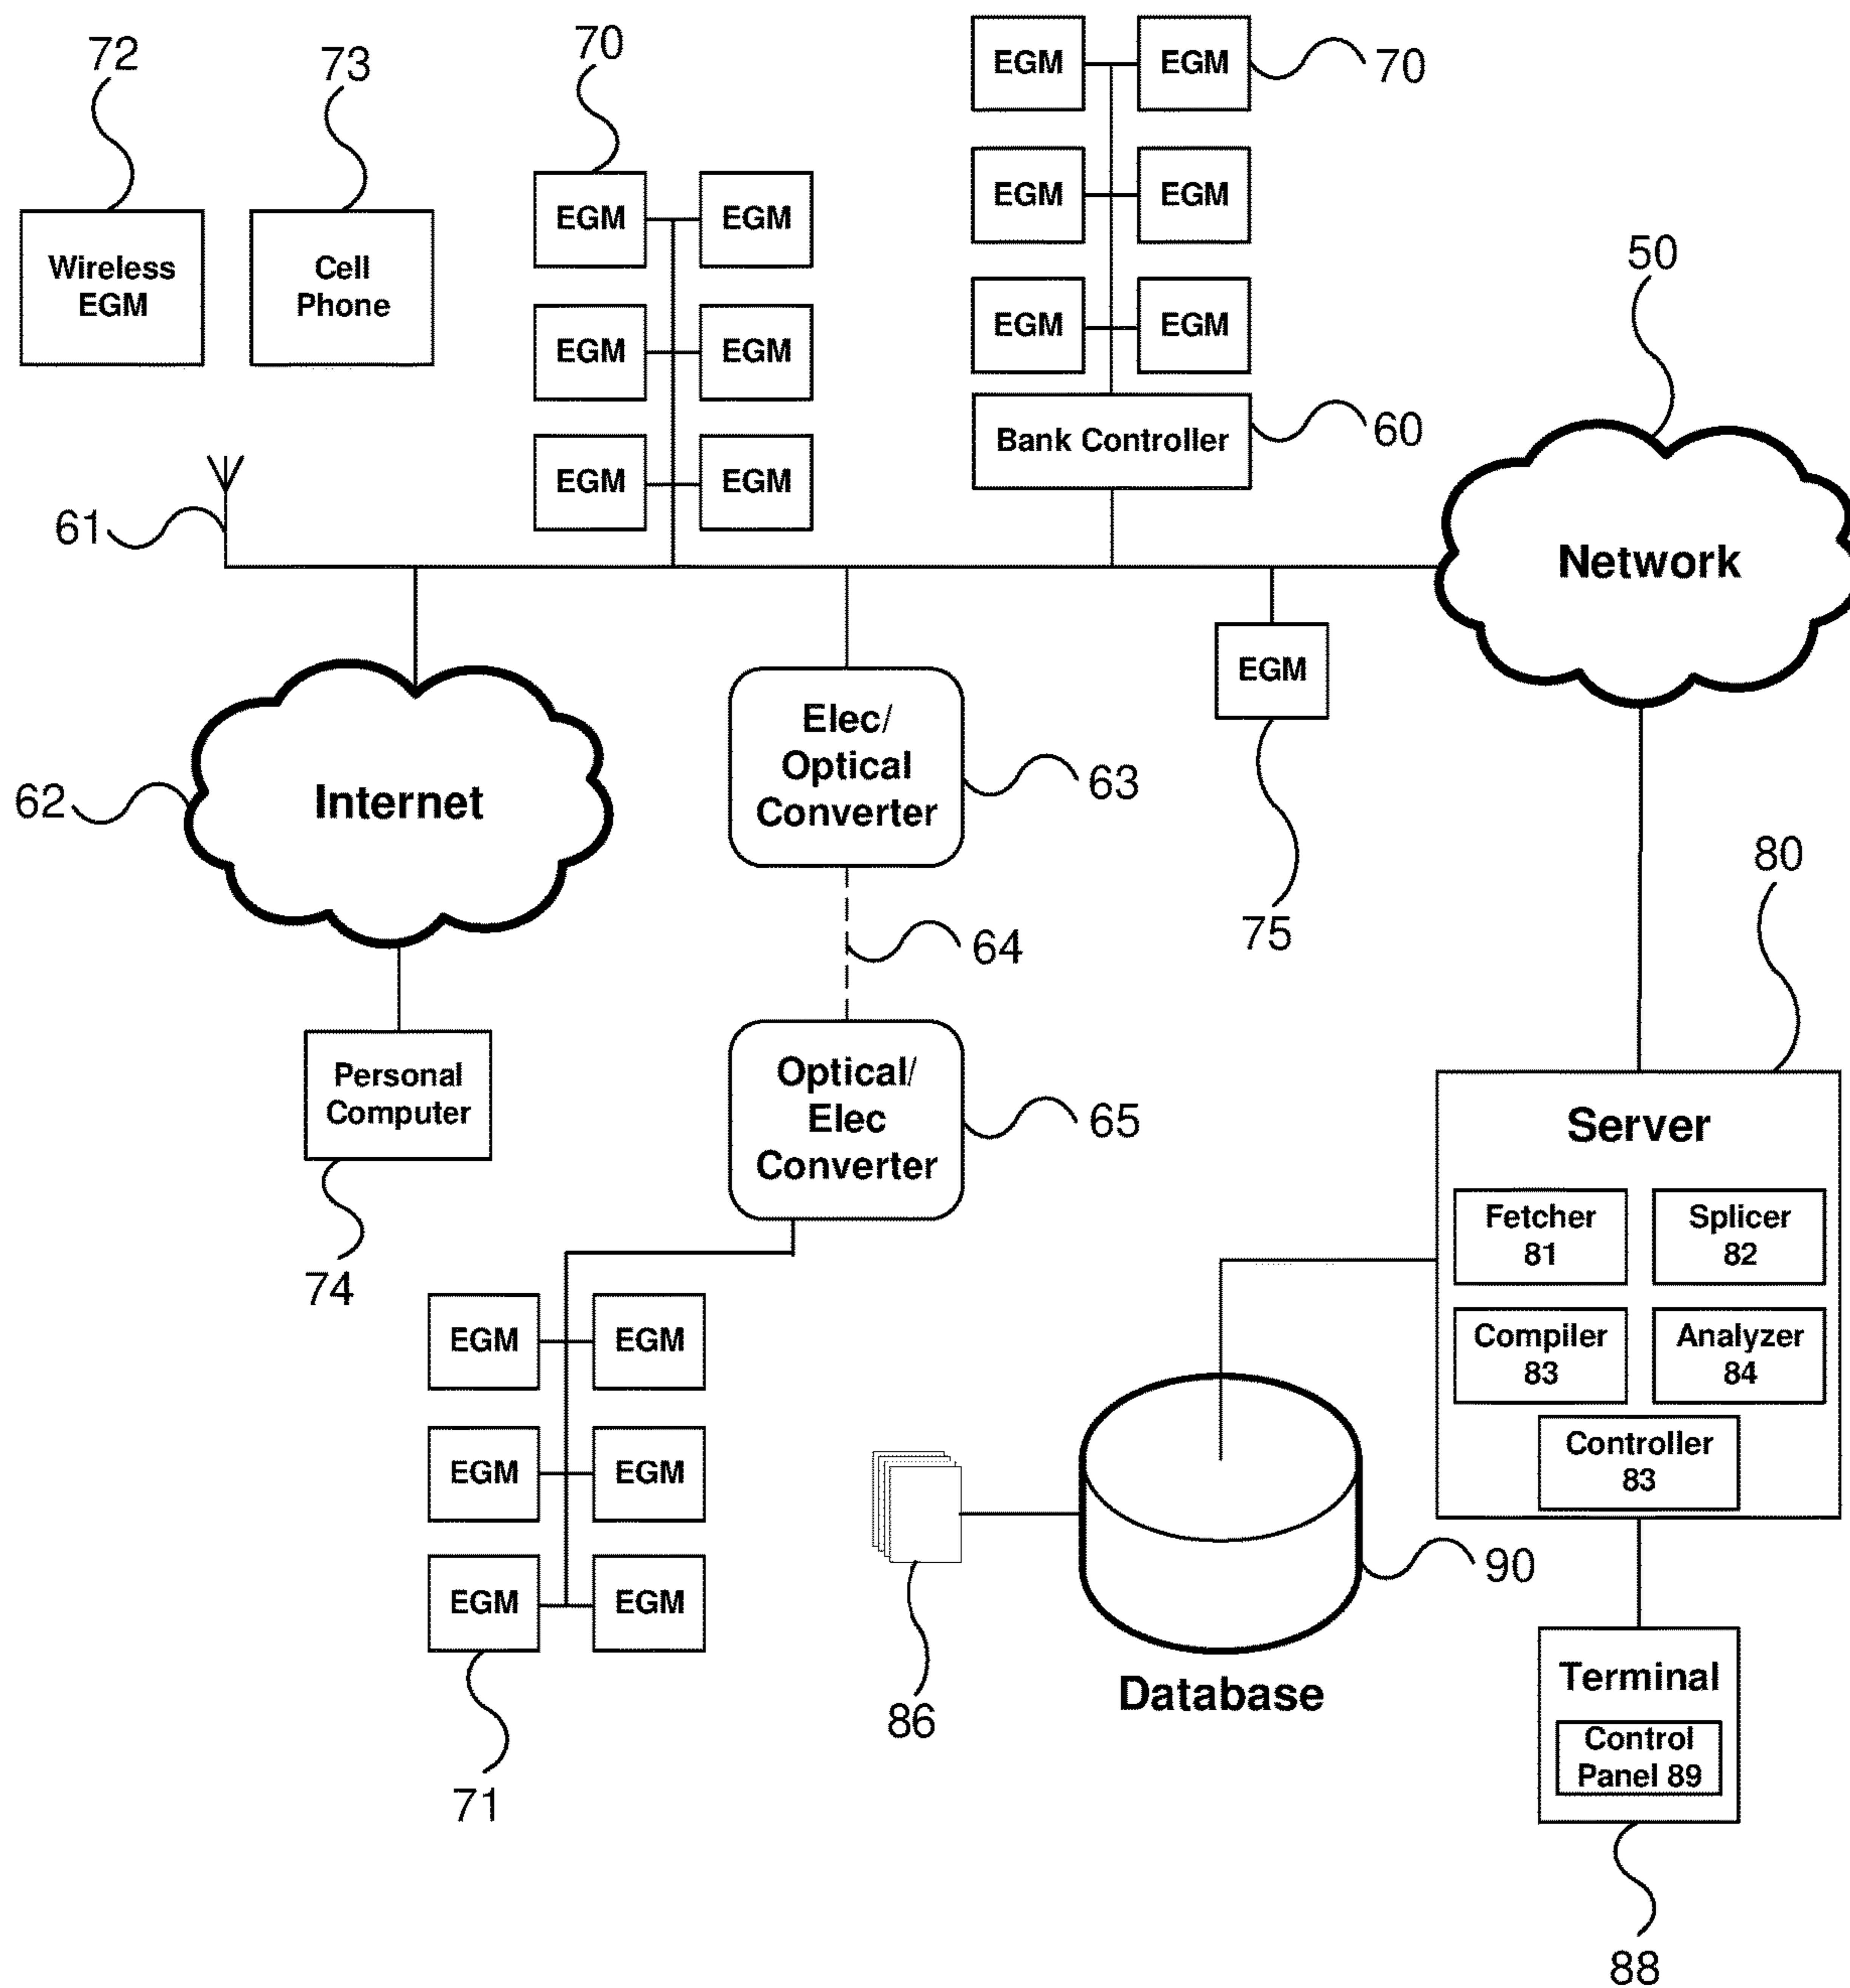 72
73
70
70
EGM
EGM
EGM
EGM
EGM
EGM
EGM
EGM
EGM
EGM
EGM
EGM
Wireless
EGM
Cell
Phone
50
Bank Controller
60
61
Network
EGM
75
Internet
62
Elec/
Optical
Converter
63
64
Optical/
Elec
Converter
65
Personal
Computer
74
80
Server
Fetcher
81
Splicer
82
Compiler
83
Analyzer
84
Controller
83
EGM
EGM
EGM
EGM
EGM
EGM
71
86
90
Database
Terminal
Control
Panel 89
88